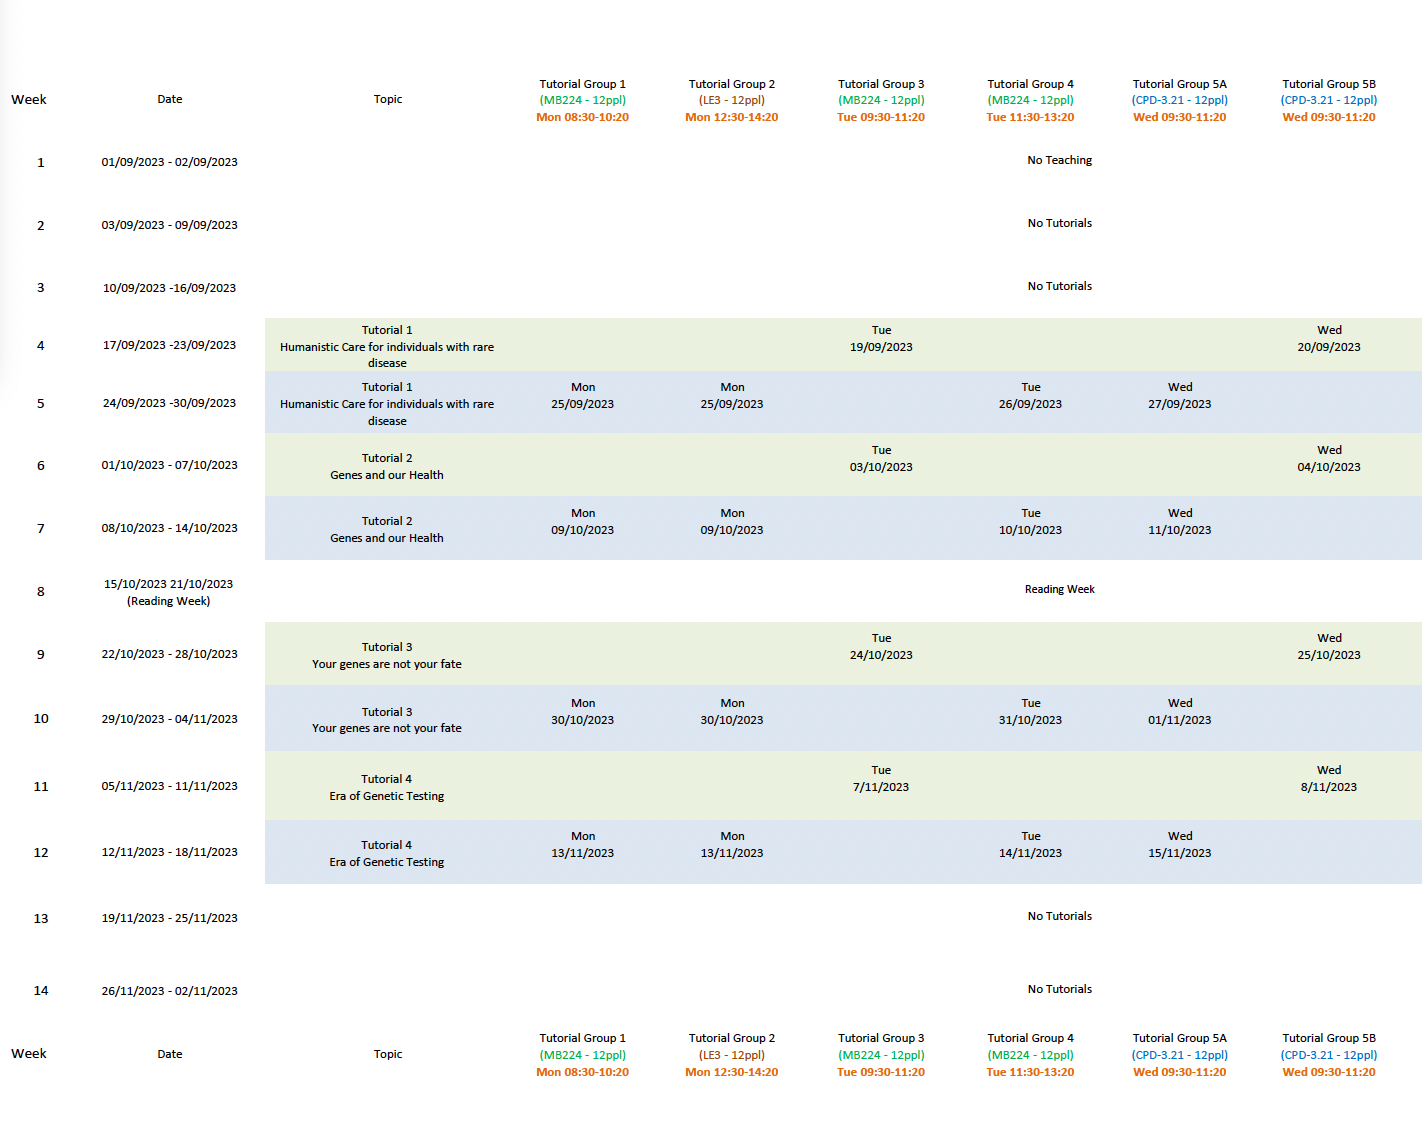 Week Date Topic Tutorial Group 1 Tutorial Group 2 Tutorial Group 3 Tutorial Group 4 Tutorial Group 5A Tutorial Group 5B
(MB224 - 12ppl) (LE3 - 12ppl) (MB224 - 12ppl) (MB224 - 12ppl) (CPD-3.21 - 12ppl) (CPD-3.21 - 12ppl)
Mon 08:30-10:20 Mon 12:30-14:20 Tue 09:30-11:20 Tue 11:30-13:20 Wed 09:30-11:20 Wed 09:30-11:20
1 01/09/2023 - 02/09/2023 No Teaching
2 03/09/2023 - 09/09/2023 No Tutorials
3 10/09/2023 -16/09/2023 No Tutorials
Tutorial 1 Tue Wed
4 17/09/2023 -23/09/2023 Humanistic Care for individuals with rare 19/09/2023 20/09/2023
disease
Tutorial 1 Mon Mon Tue Wed
5 24/09/2023 -30/09/2023 Humanistic Care for individuals with rare 25/09/2023 25/09/2023 26/09/2023 27/09/2023
disease
6 01/10/2023 - 07/10/2023 Tutorial 2 Tue Wed
Genes and our Health 03/10/2023 04/10/2023
7 08/10/2023 - 14/10/2023 Tutorial 2 Mon Mon Tue Wed
Genes and our Health 09/10/2023 09/10/2023 10/10/2023 11/10/2023
8 15/10/2023 21/10/2023 Reading Week
(Reading Week)
9 22/10/2023 - 28/10/2023 Tutorial 3 Tue Wed
Your genes are not your fate 24/10/2023 25/10/2023
10 29/10/2023 - 04/11/2023 Tutorial 3 Mon Mon Tue Wed
Your genes are not your fate 30/10/2023 30/10/2023 31/10/2023 01/11/2023
11 05/11/2023 - 11/11/2023 Tutorial 4 Tue Wed
Era of Genetic Testing 7/11/2023 8/11/2023
12 12/11/2023 - 18/11/2023 Tutorial 4 Mon Mon Tue Wed
Era of Genetic Testing 13/11/2023 13/11/2023 14/11/2023 15/11/2023
13 19/11/2023 - 25/11/2023 No Tutorials
14 26/11/2023 - 02/11/2023 No Tutorials
Week Date Topic Tutorial Group 1 Tutorial Group 2 Tutorial Group 3 Tutorial Group 4 Tutorial Group 5A Tutorial Group 5B
(MB224 - 12ppl) (LE3 - 12ppl) (MB224 - 12ppl) (MB224 - 12ppl) (CPD-3.21 - 12ppl) (CPD-3.21 - 12ppl)
Mon 08:30-10:20 Mon 12:30-14:20 Tue 09:30-11:20 Tue 11:30-13:20 Wed 09:30-11:20 Wed 09:30-11:20